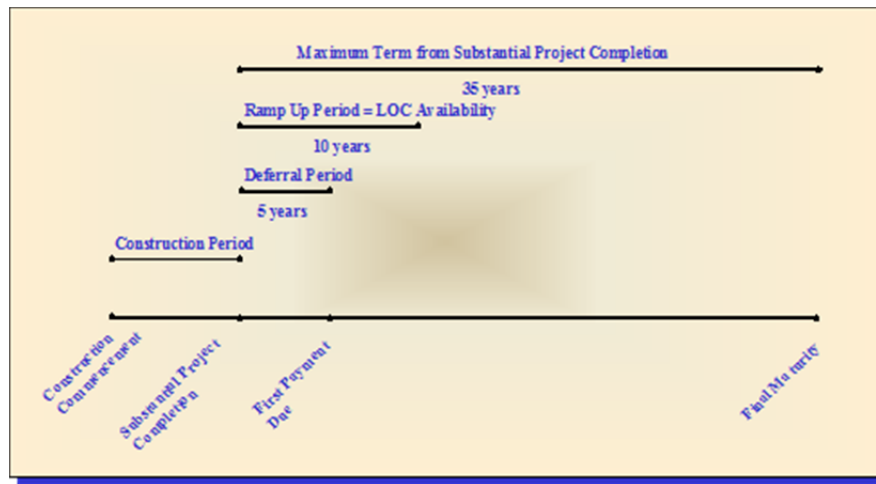 Maximum Term from Substantial Project Completion
35 years
Ramp Up Period = LOC Availability
10 years
Deferral Period
5 years
Construction Period
Construction
Commencement
Substantial Project
Completion
First Payment
Due
Final Maturity